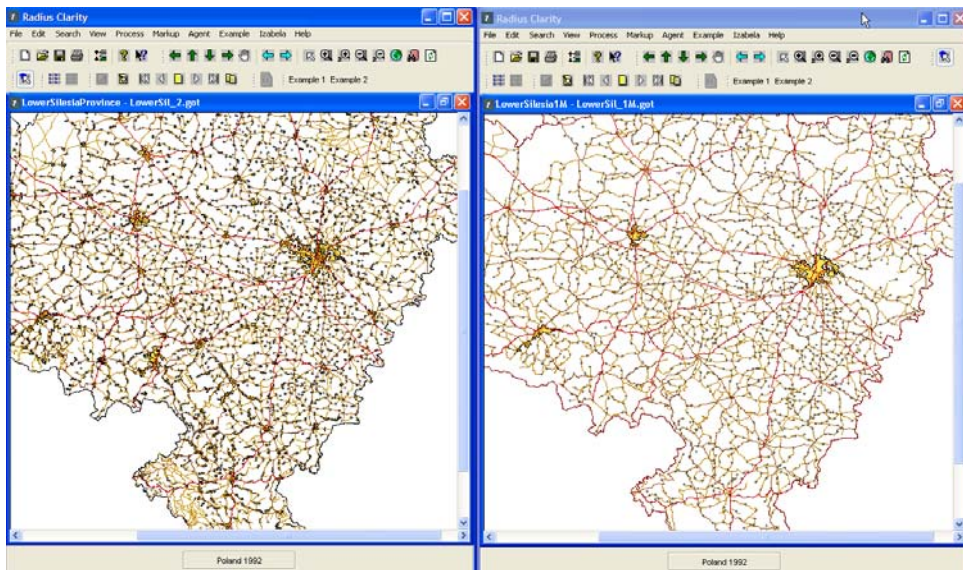 Radius Clarity
File Edit Search View Process Markup Agent Example Izabela Help
Example 1 Example 2
LowerSilesiaProvince - LowerSil_2.got
Poland 1992
Radius Clarity
File Edit Search View Process Markup Agent Example Izabela Help
Example 1 Example 2
LowerSilesia1M - LowerSil_1M.got
Poland 1992